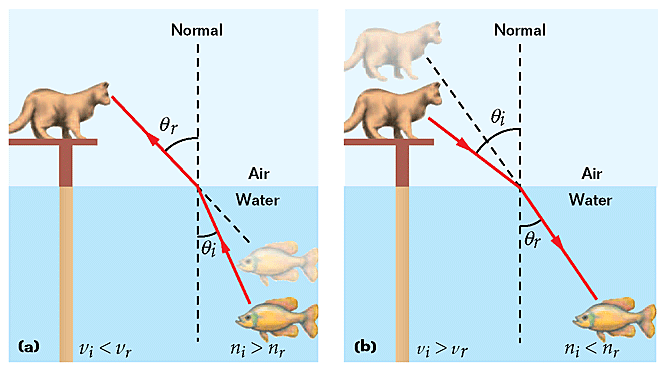 Normal
θr
Air
Water
θi
(a)
vi < vr
ni > nr
Normal
θi
Air
Water
θr
(b)
vi > vr
ni < nr